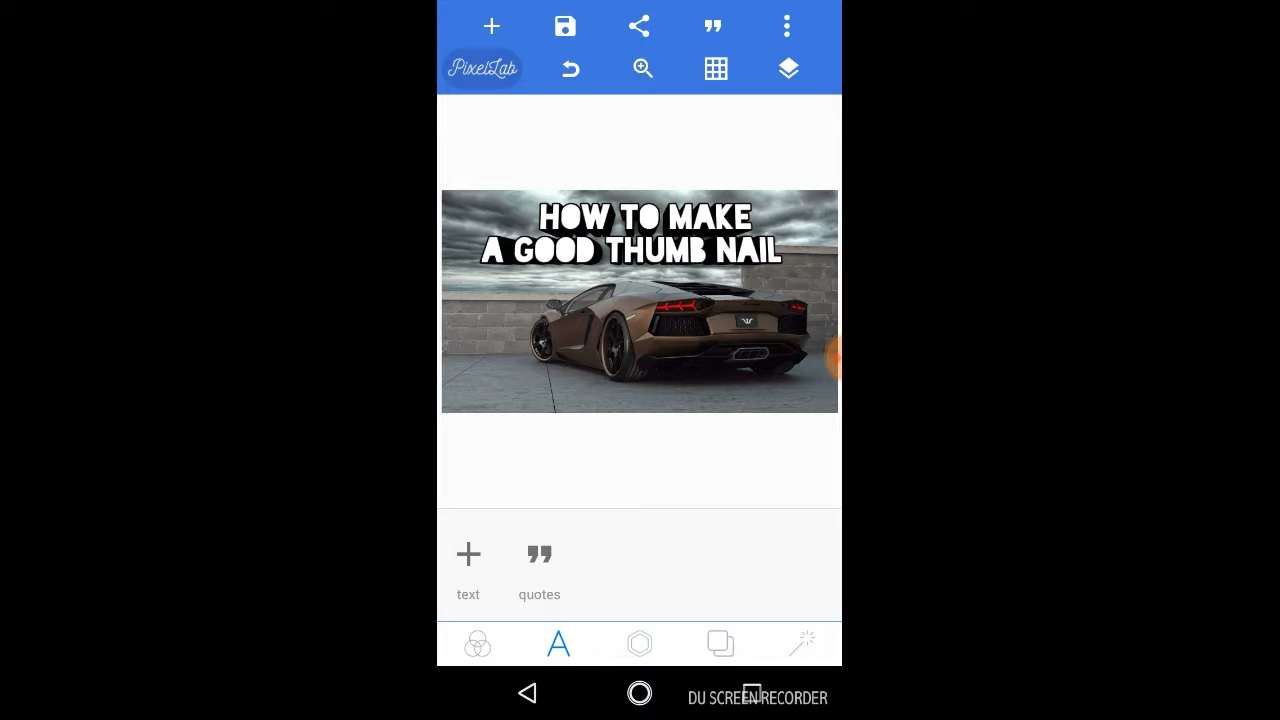 PixelLab
HOW TO MAKE
A GOOD THUMB NAIL
text
quotes
DU SCREEN RECORDER